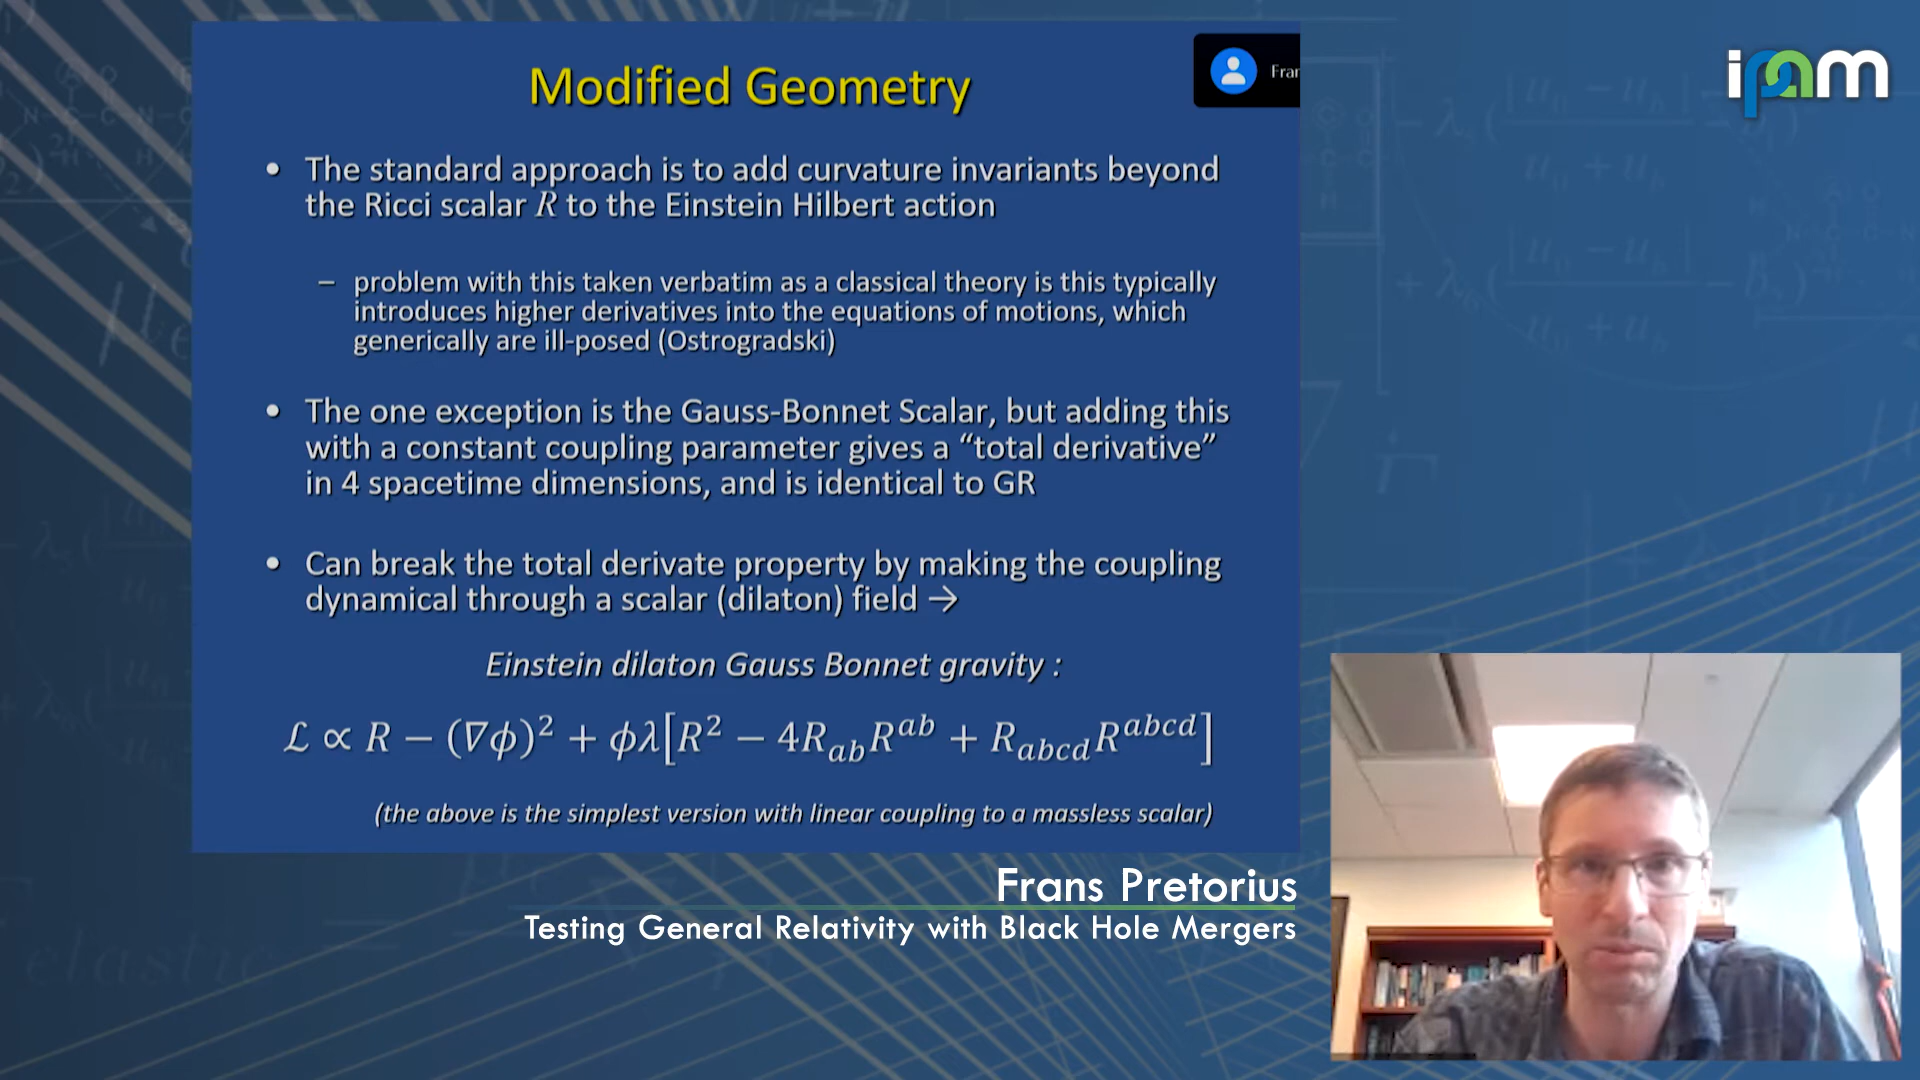 Modified Geometry
Fran
ipam
• The standard approach is to add curvature invariants beyond
the Ricci scalar R to the Einstein Hilbert action
– problem with this taken verbatim as a classical theory is this typically
introduces higher derivatives into the equations of motions, which
generically are ill-posed (Ostrogradski)
• The one exception is the Gauss-Bonnet Scalar, but adding this
with a constant coupling parameter gives a “total derivative”
in 4 spacetime dimensions, and is identical to GR
• Can break the total derivate property by making the coupling
dynamical through a scalar (dilaton) field →
Einstein dilaton Gauss Bonnet gravity :
ℒ ∝ R − (∇ϕ)² + ϕλ[R² − 4R_{ab}R^{ab} + R_{abcd}R^{abcd}]
(the above is the simplest version with linear coupling to a massless scalar)
Frans Pretorius
Testing General Relativity with Black Hole Mergers